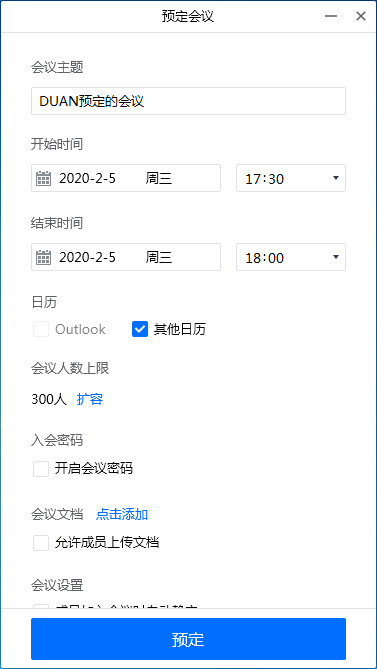 预定会议
会议主题
DUAN预定的会议
开始时间
2020-2-5 周三 17:30
结束时间
2020-2-5 周三 18:00
日历
Outlook 其他日历
会议人数上限
300人 扩容
入会密码
开启会议密码
会议文档 点击添加
允许成员上传文档
会议设置
预定